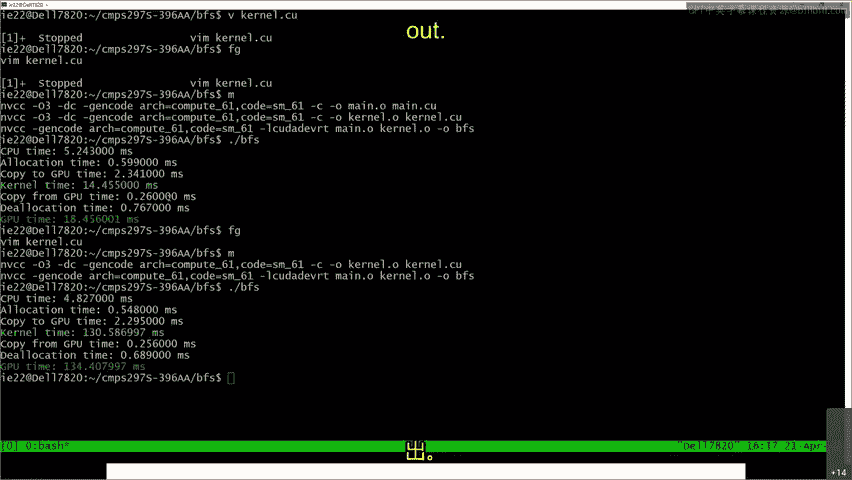 ie22@Dell7820:~/cmps297S-396AA/bfs$ v kernel.cu
out.
[1]+  Stopped                 vim kernel.cu
ie22@Dell7820:~/cmps297S-396AA/bfs$ fg
vim kernel.cu
[1]+  Stopped                 vim kernel.cu
ie22@Dell7820:~/cmps297S-396AA/bfs$ m
nvcc -O3 -dc -gencode arch=compute_61,code=sm_61 -c -o main.o main.cu
nvcc -O3 -dc -gencode arch=compute_61,code=sm_61 -c -o kernel.o kernel.cu
nvcc -gencode arch=compute_61,code=sm_61 -lcudadevrt main.o kernel.o -o bfs
ie22@Dell7820:~/cmps297S-396AA/bfs$ ./bfs
CPU time: 5.243000 ms
Allocation time: 0.599000 ms
Copy to GPU time: 2.341000 ms
Kernel time: 14.455000 ms
Copy from GPU time: 0.260000 ms
Deallocation time: 0.767000 ms
GPU time: 18.456001 ms
ie22@Dell7820:~/cmps297S-396AA/bfs$ fg
vim kernel.cu
ie22@Dell7820:~/cmps297S-396AA/bfs$ m
nvcc -O3 -dc -gencode arch=compute_61,code=sm_61 -c -o kernel.o kernel.cu
nvcc -gencode arch=compute_61,code=sm_61 -lcudadevrt main.o kernel.o -o bfs
ie22@Dell7820:~/cmps297S-396AA/bfs$ ./bfs
CPU time: 4.827000 ms
Allocation time: 0.548000 ms
Copy to GPU time: 2.295000 ms
Kernel time: 130.586997 ms
Copy from GPU time: 0.256000 ms
Deallocation time: 0.689000 ms
GPU time: 134.407997 ms
ie22@Dell7820:~/cmps297S-396AA/bfs$
[0] 0:bash* "Dell7820" 16:17 21-Apr-
出。
+14